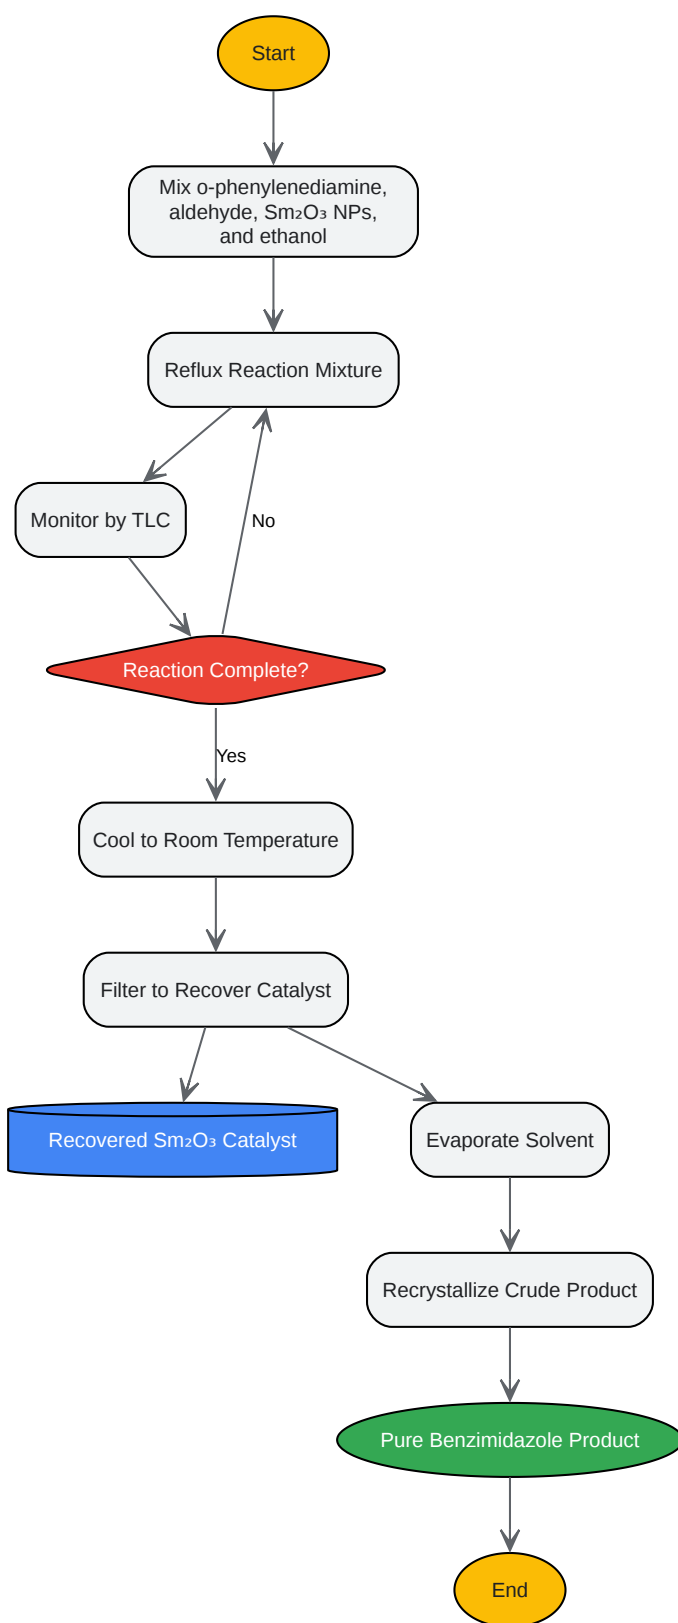 Start
Mix o-phenylenediamine,
aldehyde, Sm₂O₃ NPs,
and ethanol
Reflux Reaction Mixture
Monitor by TLC
No
Reaction Complete?
Yes
Cool to Room Temperature
Filter to Recover Catalyst
Recovered Sm₂O₃ Catalyst
Evaporate Solvent
Recrystallize Crude Product
Pure Benzimidazole Product
End